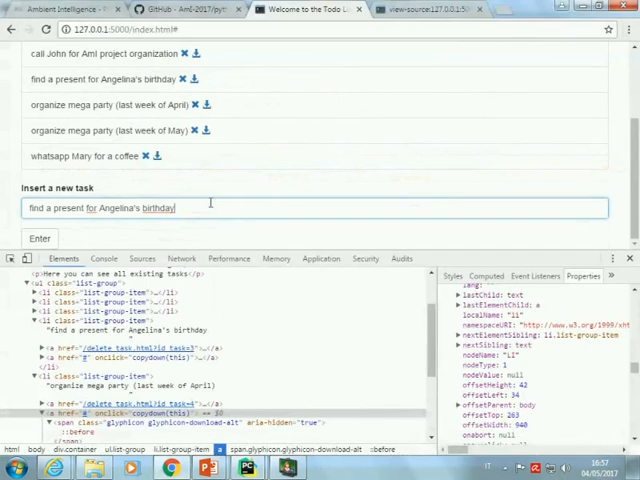 Ambient Intelligence
GitHub - AmI-2017/pyt
Welcome to the Todo Li
view-source:127.0.0.1:50
127.0.0.1:5000/index.html#
call John for AmI project organization
find a present for Angelina's birthday
organize mega party (last week of April)
organize mega party (last week of May)
whatsapp Mary for a coffee
Insert a new task
find a present for Angelina's birthday
Enter
Elements Console Sources Network Performance Memory Application Security Audits
Styles Computed Event Listeners Properties
<p>Here you can see all existing tasks</p>
<ul class="list-group">
<li class="list-group-item">…</li>
<li class="list-group-item">…</li>
<li class="list-group-item">
"find a present for Angelina's birthday
"
<a href="/delete_task.html?id_task=3">…</a>
<a href="#" onclick="copydown(this)">…</a>
<li class="list-group-item">
"organize mega party (last week of April)
"
<a href="/delete_task.html?id_task=4">…</a>
<a href="#" onclick="copydown(this)"> == $0
<span class="glyphicon glyphicon-download-alt" aria-hidden="true">
::before
</span>
lang: ""
lastChild: text
lastElementChild: a
localName: "li"
namespaceURI: "http://www.w3.org/1999/xht
nextElementSibling: li.list-group-item
nextSibling: text
nodeName: "LI"
nodeType: 1
nodeValue: null
offsetHeight: 42
offsetLeft: 34
offsetParent: body
offsetTop: 263
offsetWidth: 940
onabort: null
html body div.container ul.list-group li.list-group-item a span.glyphicon.glyphicon-download-alt ::before
IT
16:57
04/05/2017